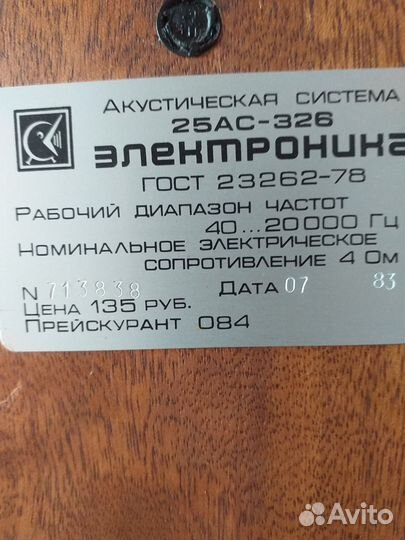 Акустическая система
25АС-326
электроника
ГОСТ 23262-78
Рабочий диапазон частот
40...20000 Гц
Номинальное электрическое
сопротивление 4 Ом
N 713838 Дата 07 83
Цена 135 руб.
Прейскурант 084
Avito